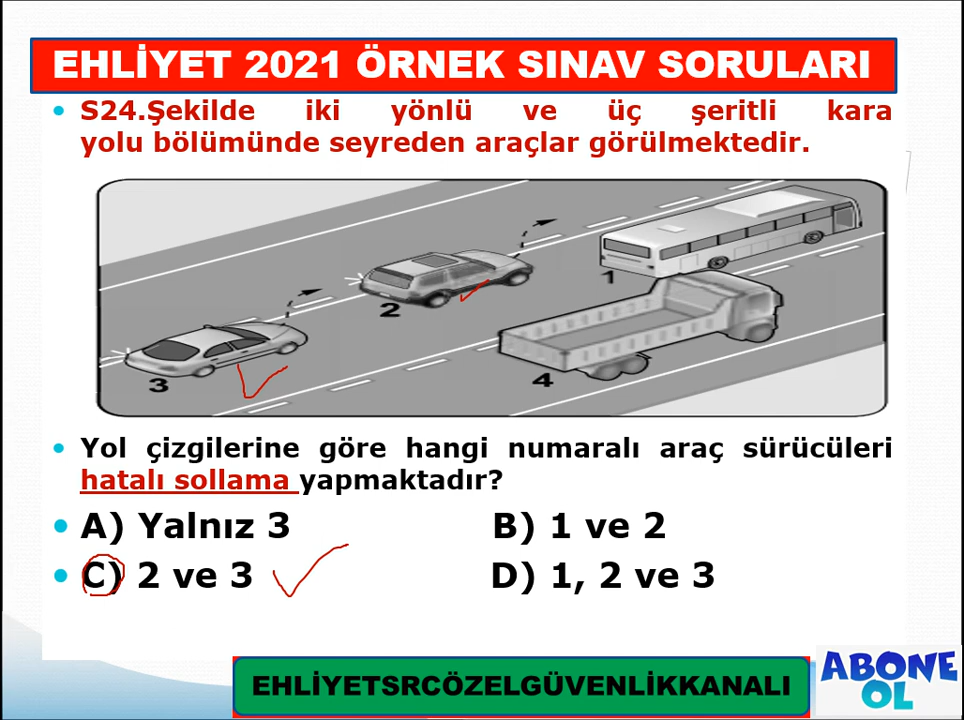 EHLİYET 2021 ÖRNEK SINAV SORULARI
S24.Şekilde iki yönlü ve üç şeritli kara
yolu bölümünde seyreden araçlar görülmektedir.
1
2
3
4
Yol çizgilerine göre hangi numaralı araç sürücüleri
hatalı sollama yapmaktadır?
A) Yalnız 3 B) 1 ve 2
C) 2 ve 3 D) 1, 2 ve 3
EHLİYETSRCÖZELGÜVENLİKKANALI
ABONE
OL